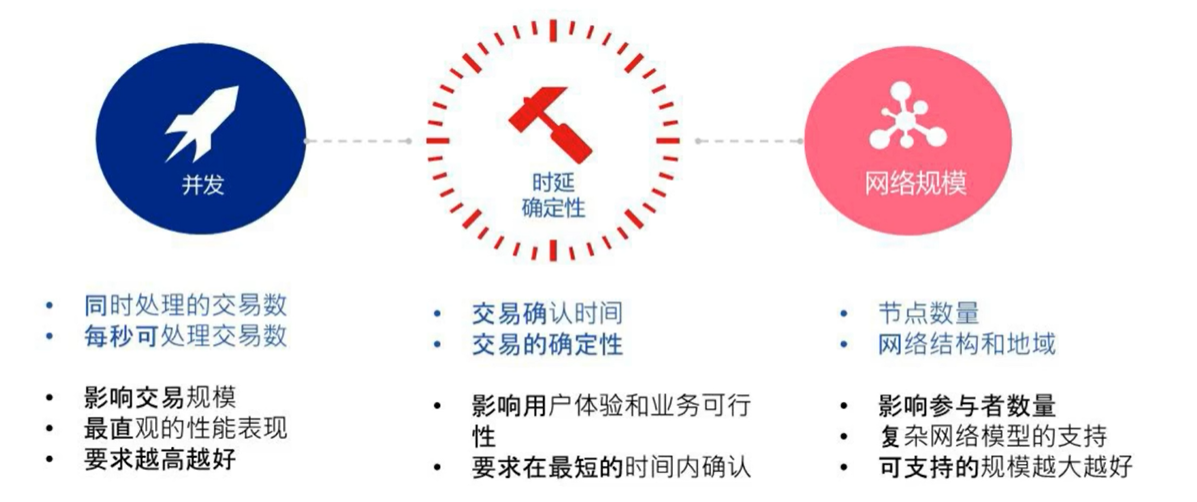 并发
时延
确定性
网络规模
• 同时处理的交易数
• 每秒可处理交易数
• 影响交易规模
• 最直观的性能表现
• 要求越高越好
• 交易确认时间
• 交易的确定性
• 影响用户体验和业务可行
性
• 要求在最短的时间内确认
• 节点数量
• 网络结构和地域
• 影响参与者数量
• 复杂网络模型的支持
• 可支持的规模越大越好